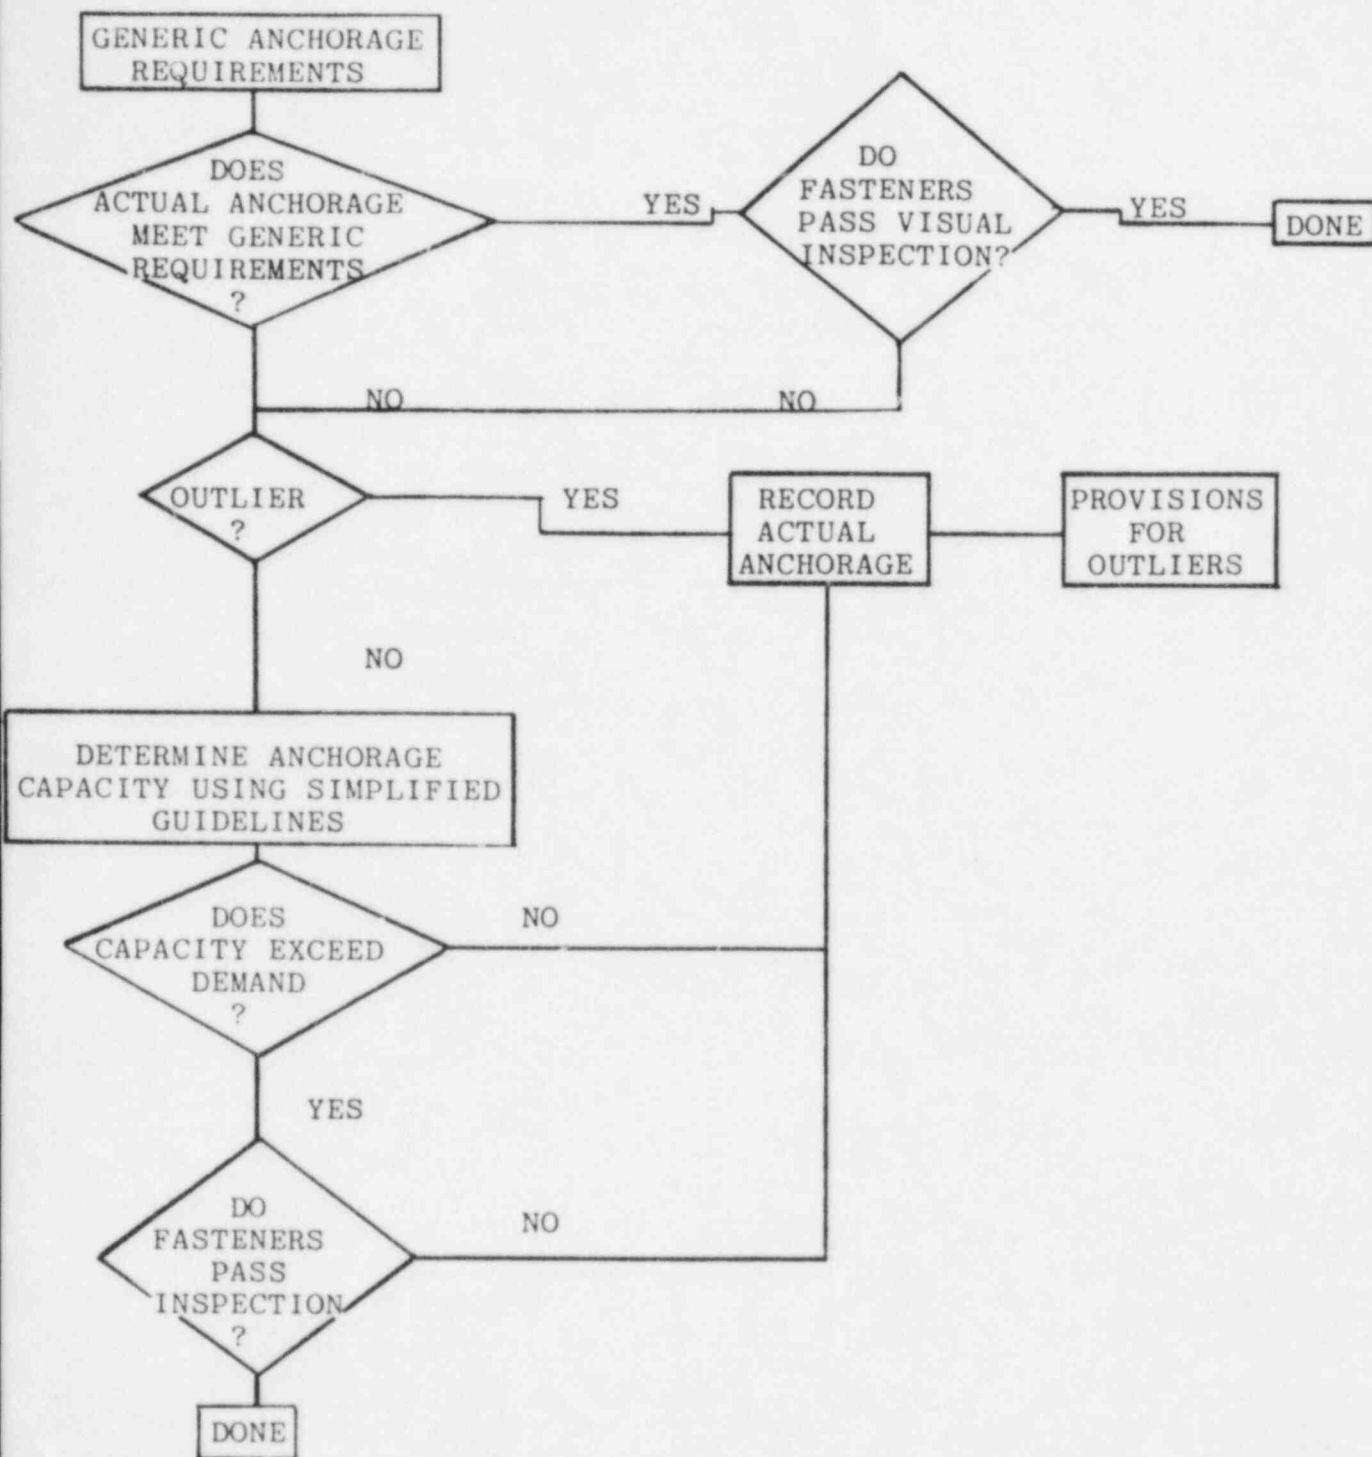 GENERIC ANCHORAGE
REQUIREMENTS
DOES
ACTUAL ANCHORAGE
MEET GENERIC
REQUIREMENTS
?
YES
DO
FASTENERS
PASS VISUAL
INSPECTION?
YES
DONE
NO
NO
OUTLIER
?
YES
RECORD
ACTUAL
ANCHORAGE
PROVISIONS
FOR
OUTLIERS
NO
DETERMINE ANCHORAGE
CAPACITY USING SIMPLIFIED
GUIDELINES
DOES
CAPACITY EXCEED
DEMAND
?
NO
YES
DO
FASTENERS
PASS
INSPECTION
?
NO
DONE